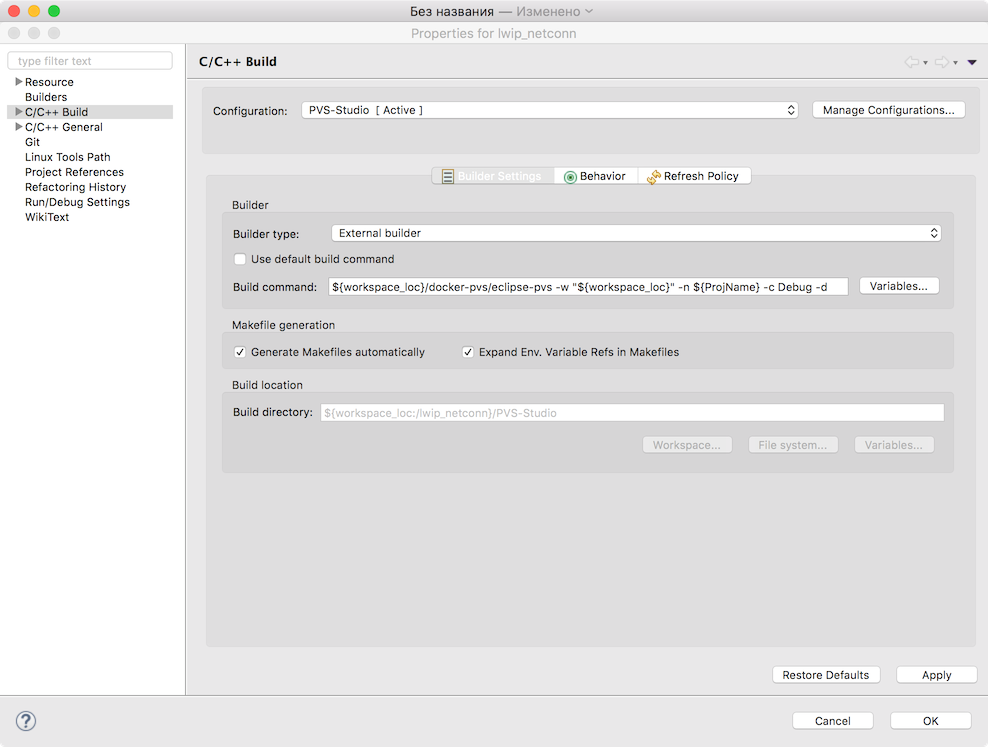 Без названия — Изменено
Properties for lwip_netconn
type filter text
Resource
Builders
C/C++ Build
C/C++ General
Git
Linux Tools Path
Project References
Refactoring History
Run/Debug Settings
WikiText
C/C++ Build
Configuration: PVS-Studio [ Active ] Manage Configurations...
Builder Settings Behavior Refresh Policy
Builder
Builder type: External builder
Use default build command
Build command: ${workspace_loc}/docker-pvs/eclipse-pvs -w "${workspace_loc}" -n ${ProjName} -c Debug -d Variables...
Makefile generation
Generate Makefiles automatically Expand Env. Variable Refs in Makefiles
Build location
Build directory: ${workspace_loc:/lwip_netconn}/PVS-Studio
Workspace... File system... Variables...
Restore Defaults Apply
? Cancel OK